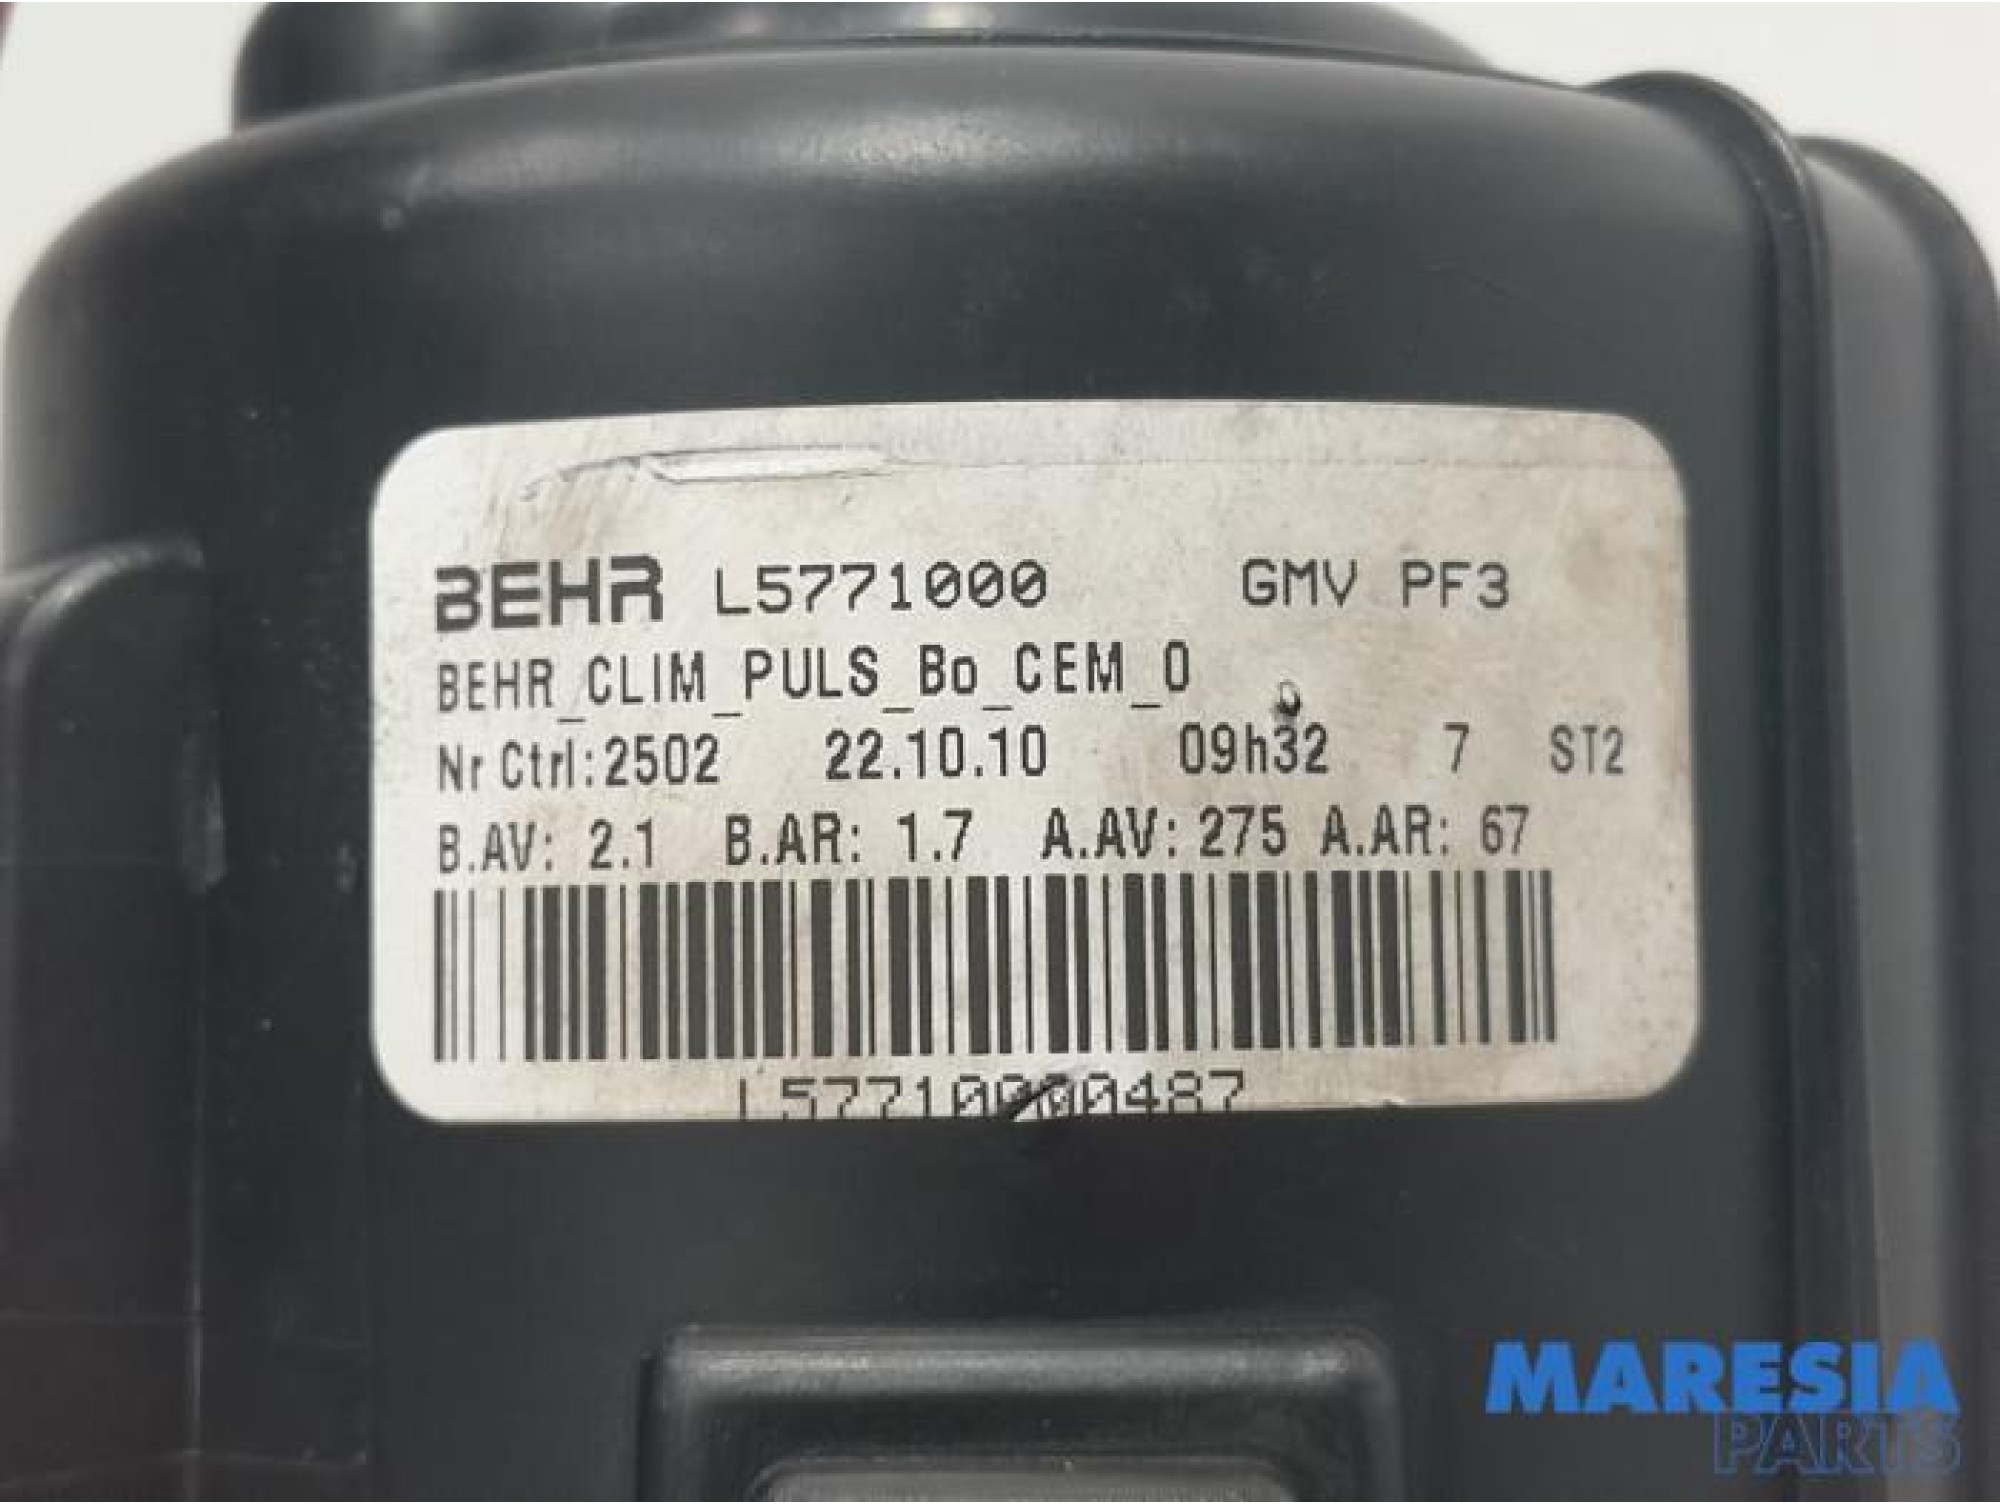 BEHR L5771000 GMV PF3
BEHR_CLIM_PULS_Bo_CEM_0
Nr Ctrl:2502 22.10.10 09h32 7 ST2
B.AV: 2.1 B.AR: 1.7 A.AV: 275 A.AR: 67
L57710000487
MARESIA
PARTS